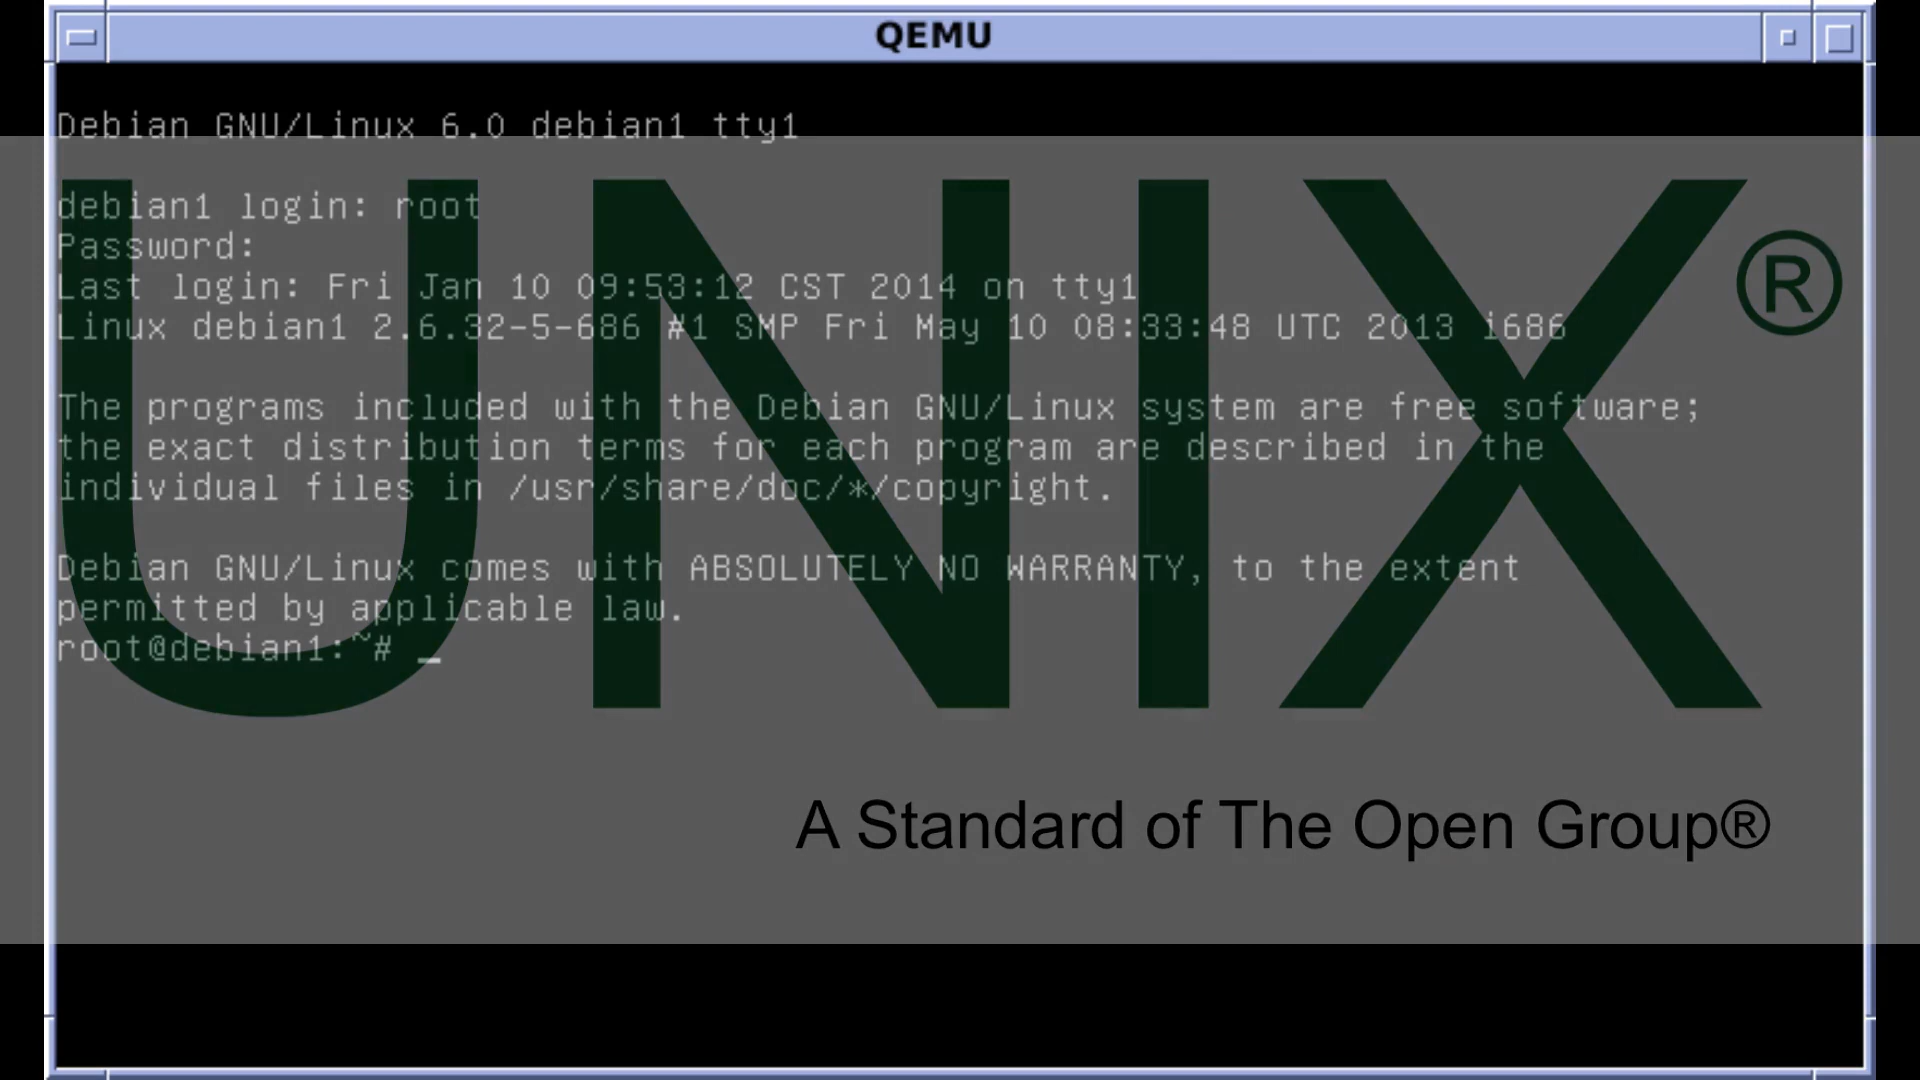 QEMU
Debian GNU/Linux 6.0 debian1 tty1
debian1 login: root
Password:
Last login: Fri Jan 10 09:53:12 CST 2014 on tty1
Linux debian1 2.6.32-5-686 #1 SMP Fri May 10 08:33:48 UTC 2013 i686
The programs included with the Debian GNU/Linux system are free software;
the exact distribution terms for each program are described in the
individual files in /usr/share/doc/*/copyright.
Debian GNU/Linux comes with ABSOLUTELY NO WARRANTY, to the extent
permitted by applicable law.
root@debian1:~# _
UNIX®
A Standard of The Open Group®